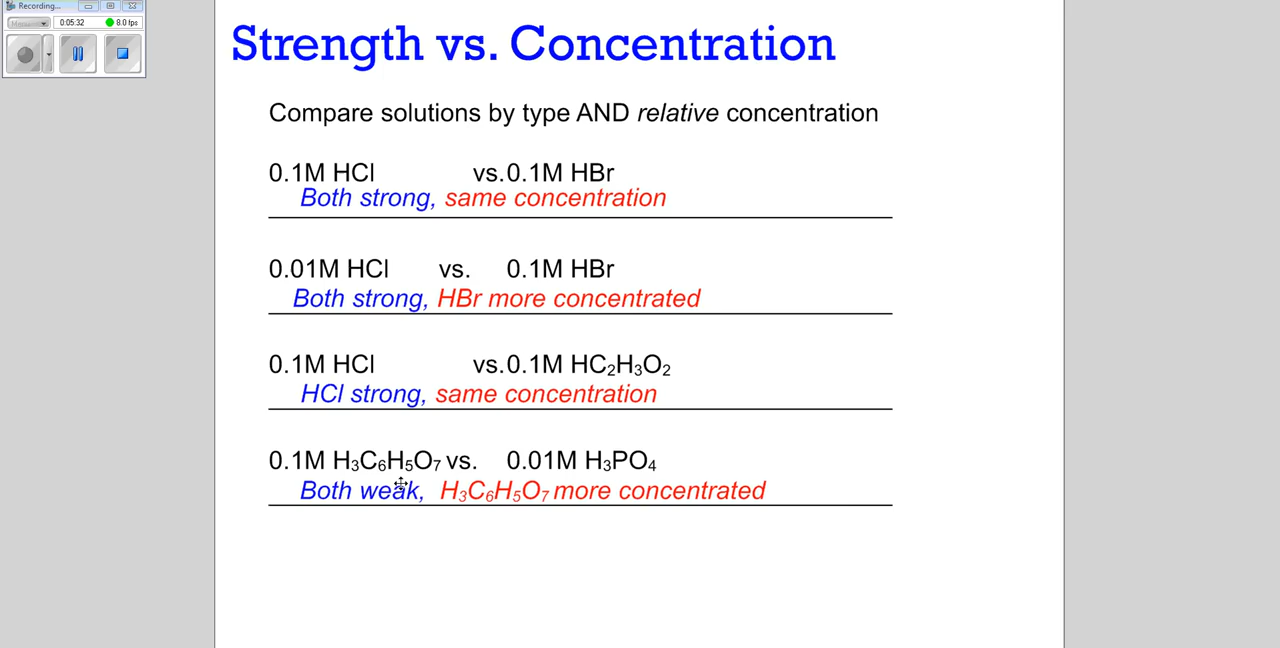 Recording...
0:05:32 8.0 fps
Strength vs. Concentration
Compare solutions by type AND relative concentration
0.1M HCl vs. 0.1M HBr
Both strong, same concentration
0.01M HCl vs. 0.1M HBr
Both strong, HBr more concentrated
0.1M HCl vs. 0.1M HC₂H₃O₂
HCl strong, same concentration
0.1M H₃C₆H₅O₇ vs. 0.01M H₃PO₄
Both weak, H₃C₆H₅O₇ more concentrated